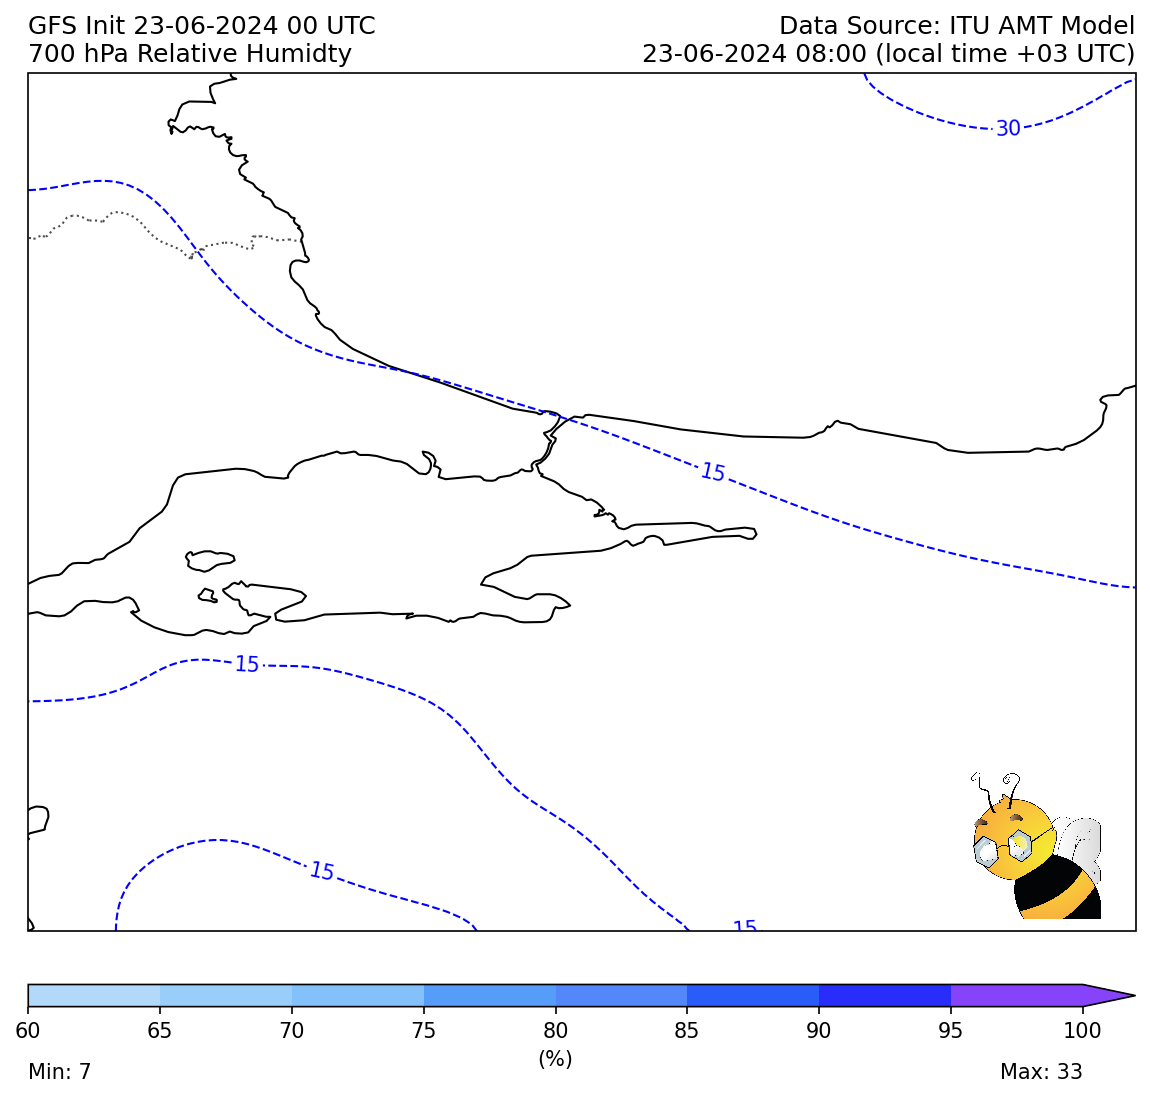 GFS Init 23-06-2024 00 UTC
Data Source: ITU AMT Model
700 hPa Relative Humidty
23-06-2024 08:00 (local time +03 UTC)
30
15
15
15
15
60 65 70 75 80 85 90 95 100
(%)
Min: 7
Max: 33